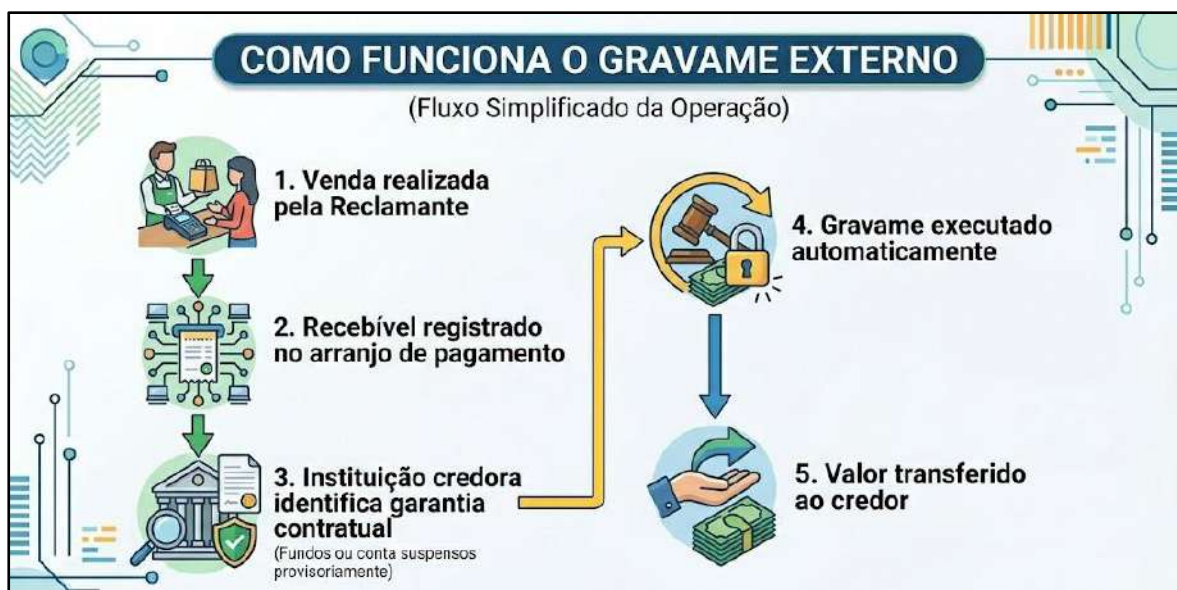 COMO FUNCIONA O GRAVAME EXTERNO
(Fluxo Simplificado da Operação)
1. Venda realizada
pela Reclamante
2. Recebível registrado
no arranjo de pagamento
3. Instituição credora
identifica garantia
contratual
(Fundos ou conta suspensos
provisoriamente)
4. Gravame executado
automaticamente
5. Valor transferido
ao credor